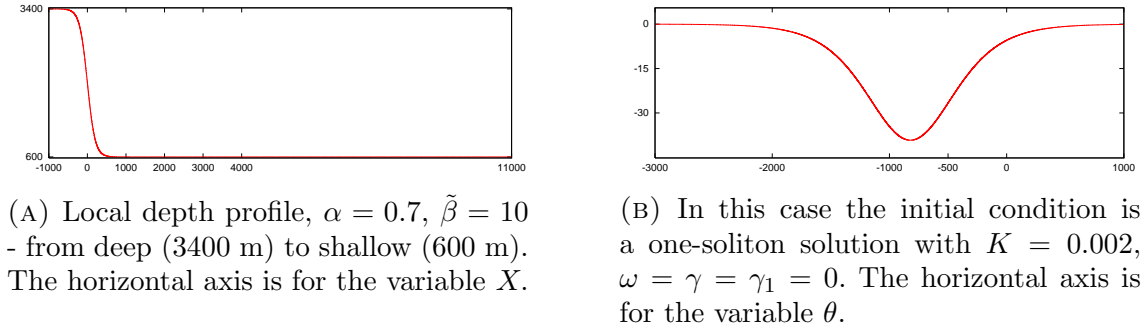 3400
600
-1000 0 1000 2000 3000 4000 11000
0
-15
-30
-3000 -2000 -1000 0 1000
(A) Local depth profile, α = 0.7, β̃ = 10
- from deep (3400 m) to shallow (600 m).
The horizontal axis is for the variable X.
(B) In this case the initial condition is
a one-soliton solution with K = 0.002,
ω = γ = γ₁ = 0. The horizontal axis is
for the variable θ.